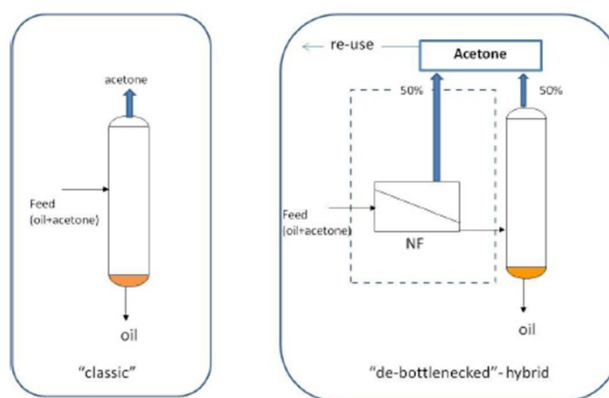 acetone
Feed
(oil+acetone)
oil
"classic"
re-use
Acetone
50%
50%
Feed
(oil+acetone)
NF
oil
"de-bottlenecked"-hybrid